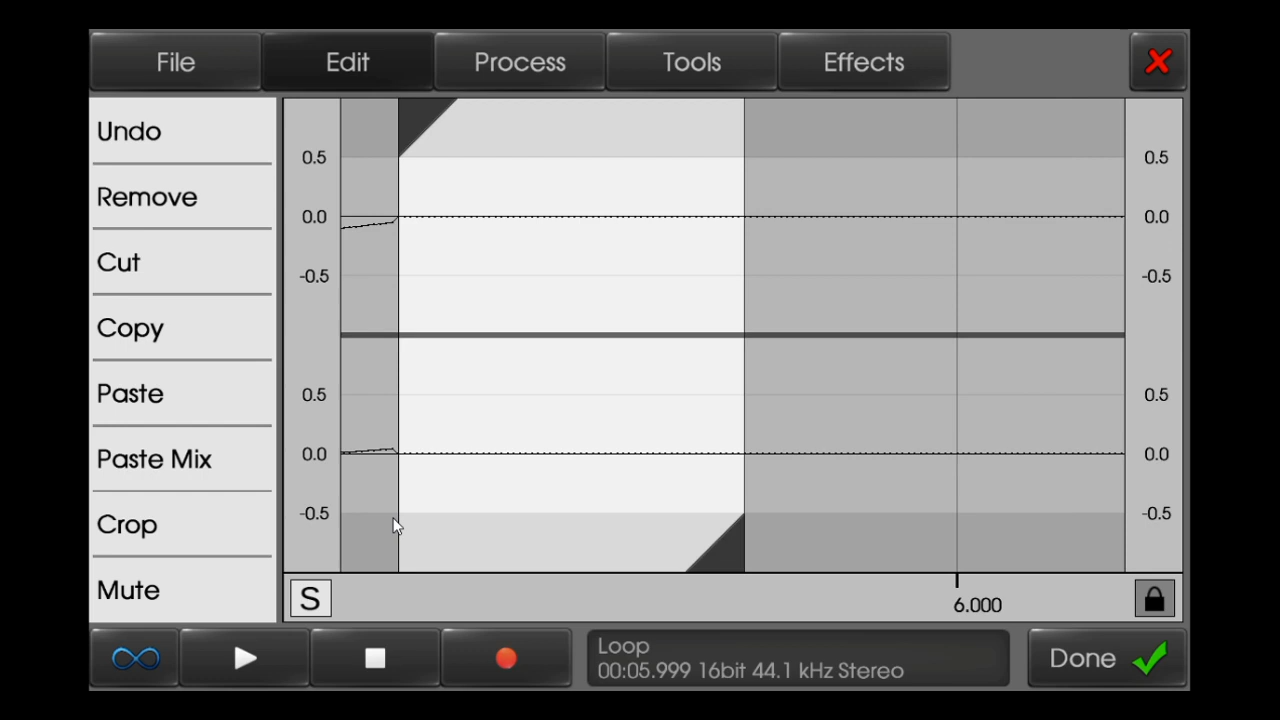 File Edit Process Tools Effects
Undo
Remove
Cut
Copy
Paste
Paste Mix
Crop
Mute
0.5 0.5
0.0 0.0
-0.5 -0.5
0.5 0.5
0.0 0.0
-0.5 -0.5
S 6.000
Loop
00:05.999 16bit 44.1 kHz Stereo
Done